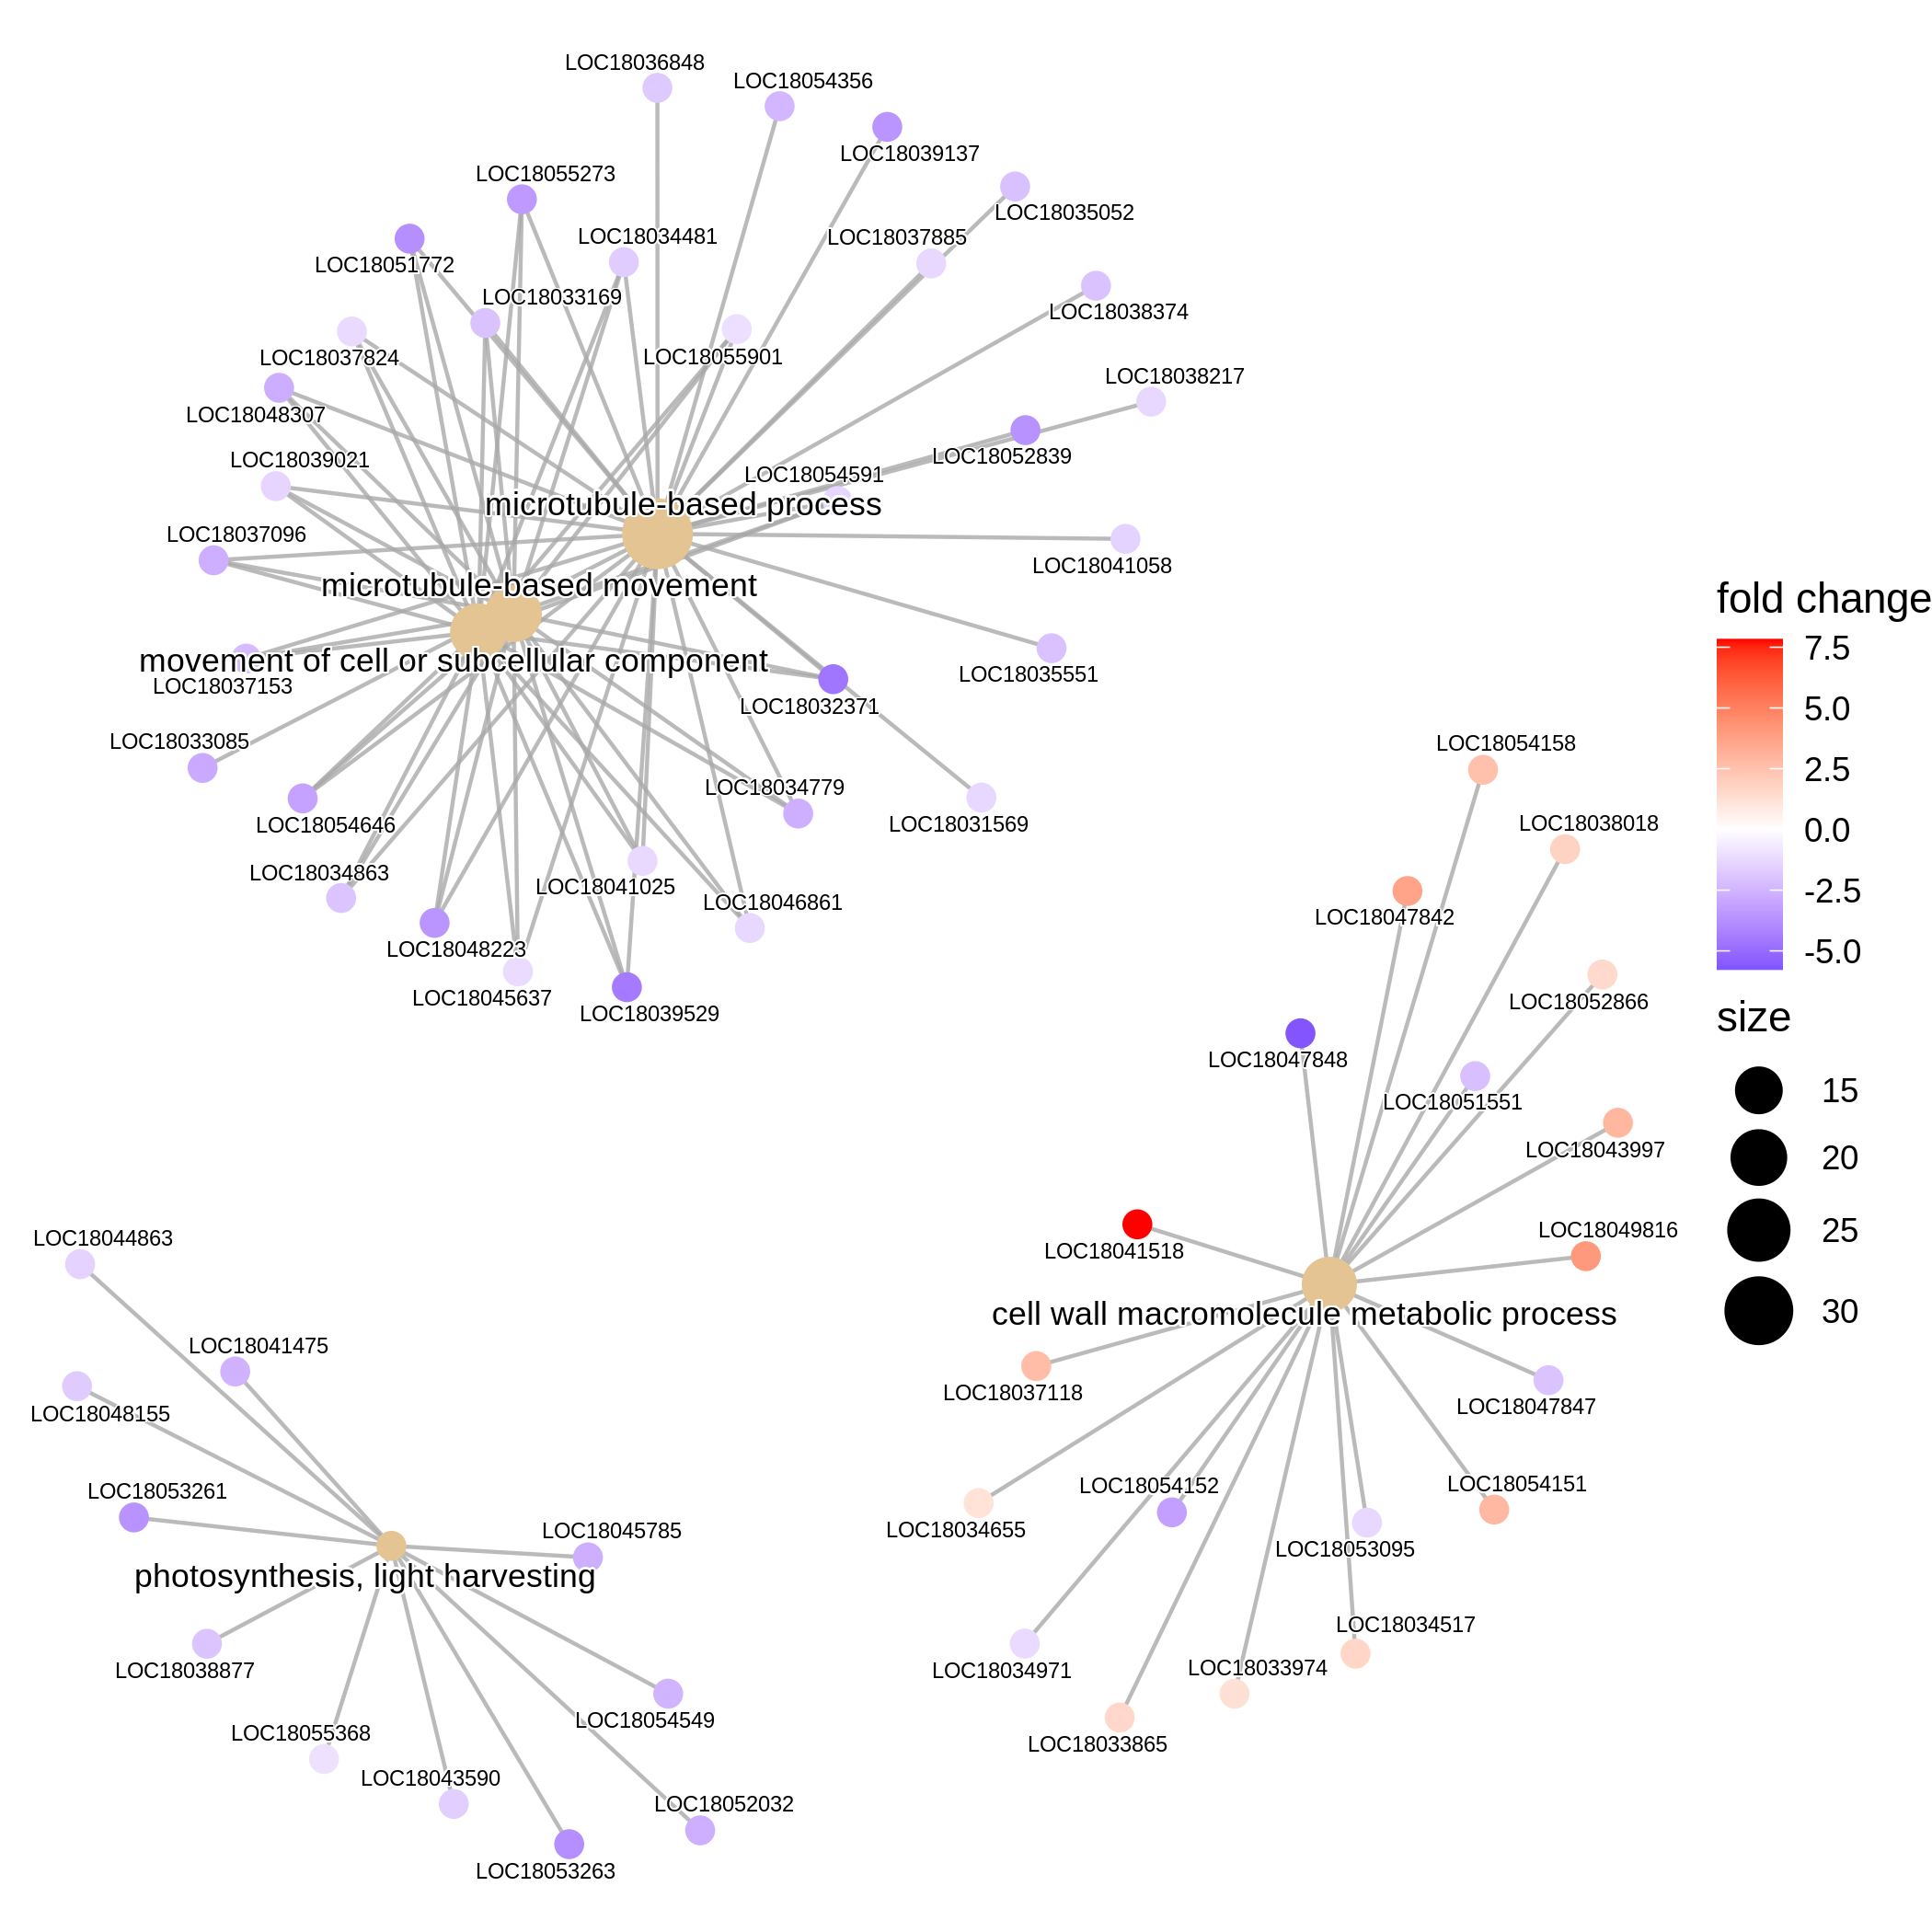 LOC18036848
LOC18054356
LOC18039137
LOC18055273
LOC18035052
LOC18034481
LOC18037885
LOC18051772
LOC18033169
LOC18038374
LOC18037824
LOC18055901
LOC18038217
LOC18048307
LOC18052839
LOC18039021
LOC18054591
microtubule-based process
LOC18037096
LOC18041058
microtubule-based movement
movement of cell or subcellular component
LOC18037153
LOC18035551
LOC18032371
LOC18033085
LOC18034779
LOC18054646
LOC18031569
LOC18034863
LOC18041025
LOC18046861
LOC18048223
LOC18045637
LOC18039529
LOC18054158
LOC18038018
LOC18047842
LOC18052866
LOC18047848
LOC18051551
LOC18043997
LOC18041518
LOC18049816
cell wall macromolecule metabolic process
LOC18037118
LOC18047847
LOC18054152
LOC18054151
LOC18034655
LOC18053095
LOC18034517
LOC18034971
LOC18033974
LOC18033865
LOC18044863
LOC18041475
LOC18048155
LOC18053261
LOC18045785
photosynthesis, light harvesting
LOC18038877
LOC18054549
LOC18055368
LOC18043590
LOC18052032
LOC18053263
fold change
7.5
5.0
2.5
0.0
-2.5
-5.0
size
15
20
25
30